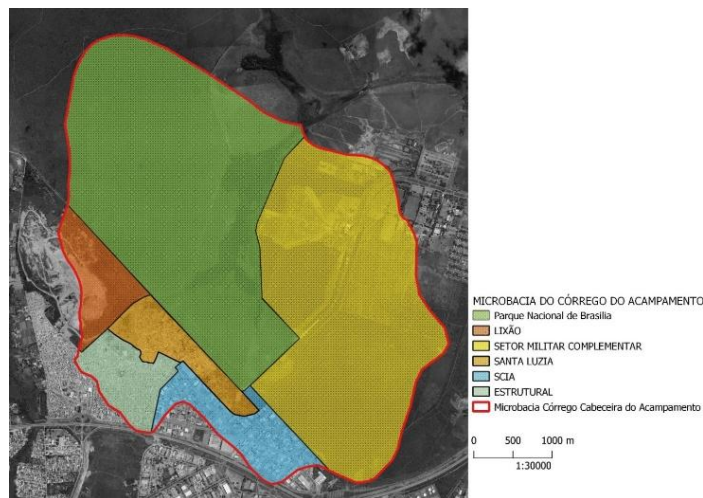 MICROBACIA DO CÓRREGO DO ACAMPAMENTO
Parque Nacional de Brasilia
LIXÃO
SETOR MILITAR COMPLEMENTAR
SANTA LUZIA
SCIA
ESTRUTURAL
Microbacia Córrego Cabeceira do Acampamento
0 500 1000 m
1:30000